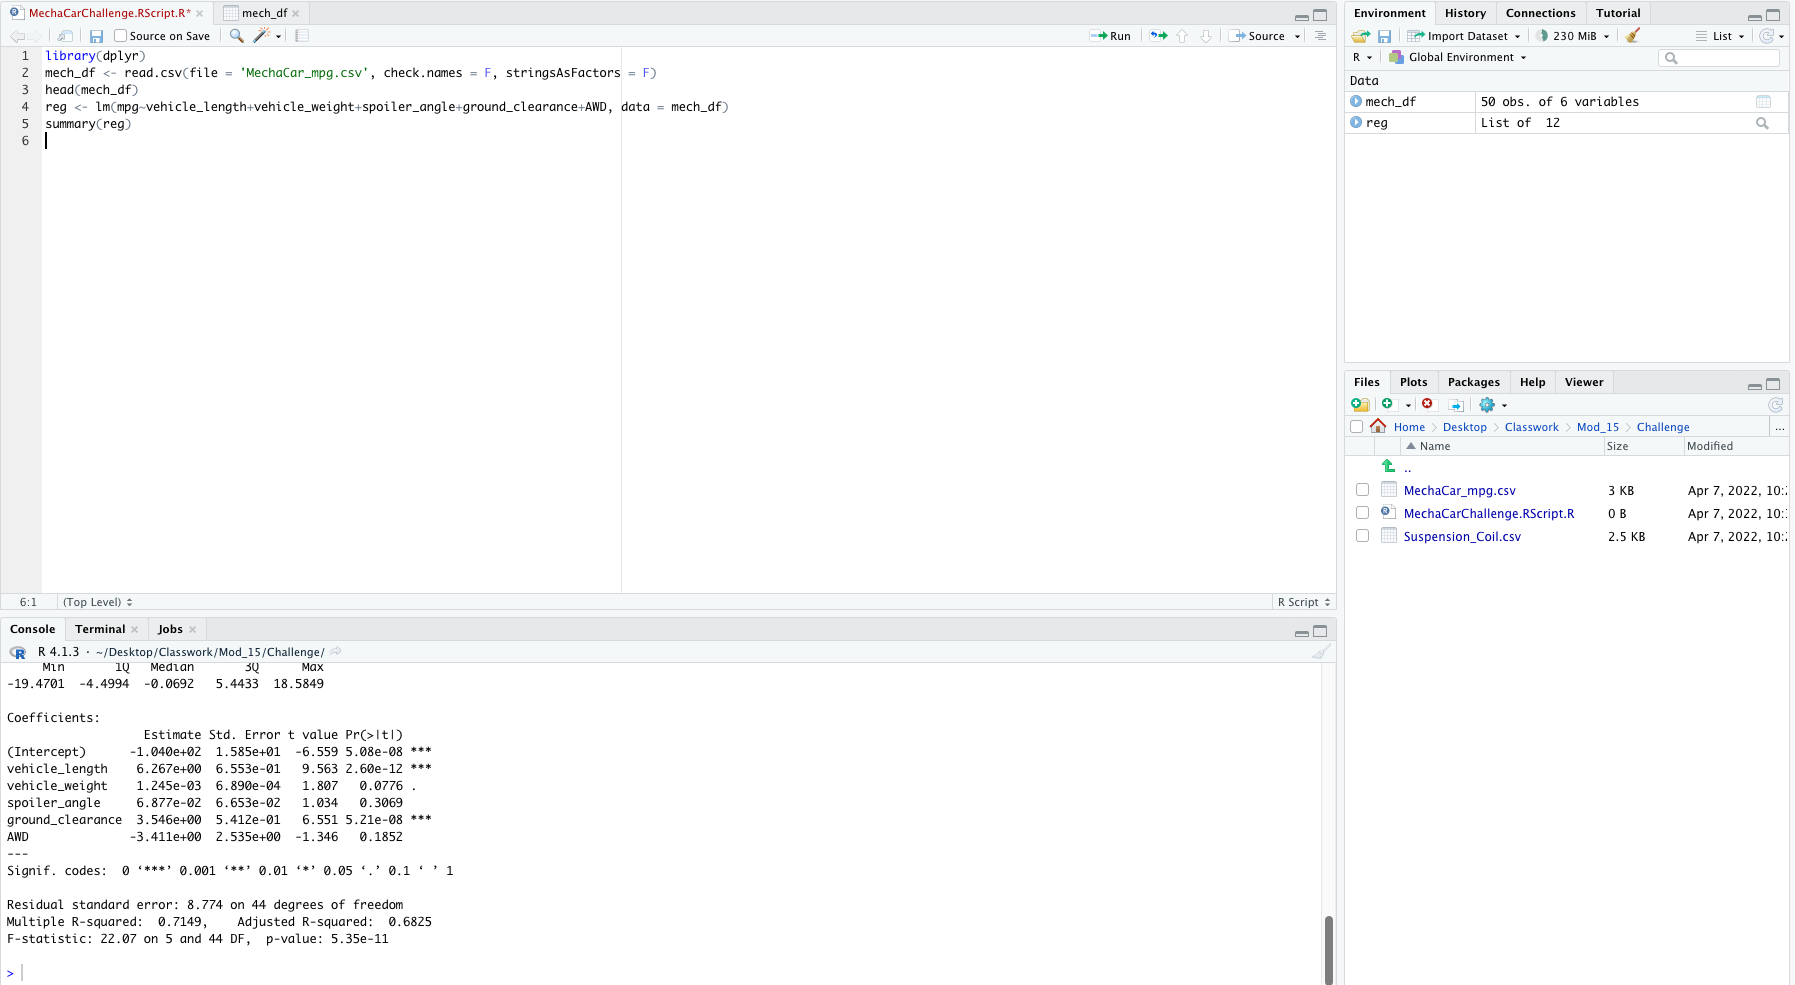 MechaCarChallenge.RScript.R*
mech_df
Source on Save
Run
Source
1 library(dplyr)
2 mech_df <- read.csv(file = 'MechaCar_mpg.csv', check.names = F, stringsAsFactors = F)
3 head(mech_df)
4 reg <- lm(mpg~vehicle_length+vehicle_weight+spoiler_angle+ground_clearance+AWD, data = mech_df)
5 summary(reg)
6
6:1 (Top Level) R Script
Console Terminal Jobs
R 4.1.3 · ~/Desktop/Classwork/Mod_15/Challenge/
Min 1Q Median 3Q Max
-19.4701 -4.4994 -0.0692 5.4433 18.5849
Coefficients:
Estimate Std. Error t value Pr(>|t|)
(Intercept) -1.040e+02 1.585e+01 -6.559 5.08e-08 ***
vehicle_length 6.267e+00 6.553e-01 9.563 2.60e-12 ***
vehicle_weight 1.245e-03 6.890e-04 1.807 0.0776 .
spoiler_angle 6.877e-02 6.653e-02 1.034 0.3069
ground_clearance 3.546e+00 5.412e-01 6.551 5.21e-08 ***
AWD -3.411e+00 2.535e+00 -1.346 0.1852
---
Signif. codes: 0 ‘***’ 0.001 ‘**’ 0.01 ‘*’ 0.05 ‘.’ 0.1 ‘ ’ 1
Residual standard error: 8.774 on 44 degrees of freedom
Multiple R-squared: 0.7149, Adjusted R-squared: 0.6825
F-statistic: 22.07 on 5 and 44 DF, p-value: 5.35e-11
>
Environment History Connections Tutorial
Import Dataset 230 MiB List
R Global Environment
Data
mech_df 50 obs. of 6 variables
reg List of 12
Files Plots Packages Help Viewer
Home Desktop Classwork Mod_15 Challenge ...
Name Size Modified
..
MechaCar_mpg.csv 3 KB Apr 7, 2022, 10:
MechaCarChallenge.RScript.R 0 B Apr 7, 2022, 10:
Suspension_Coil.csv 2.5 KB Apr 7, 2022, 10: